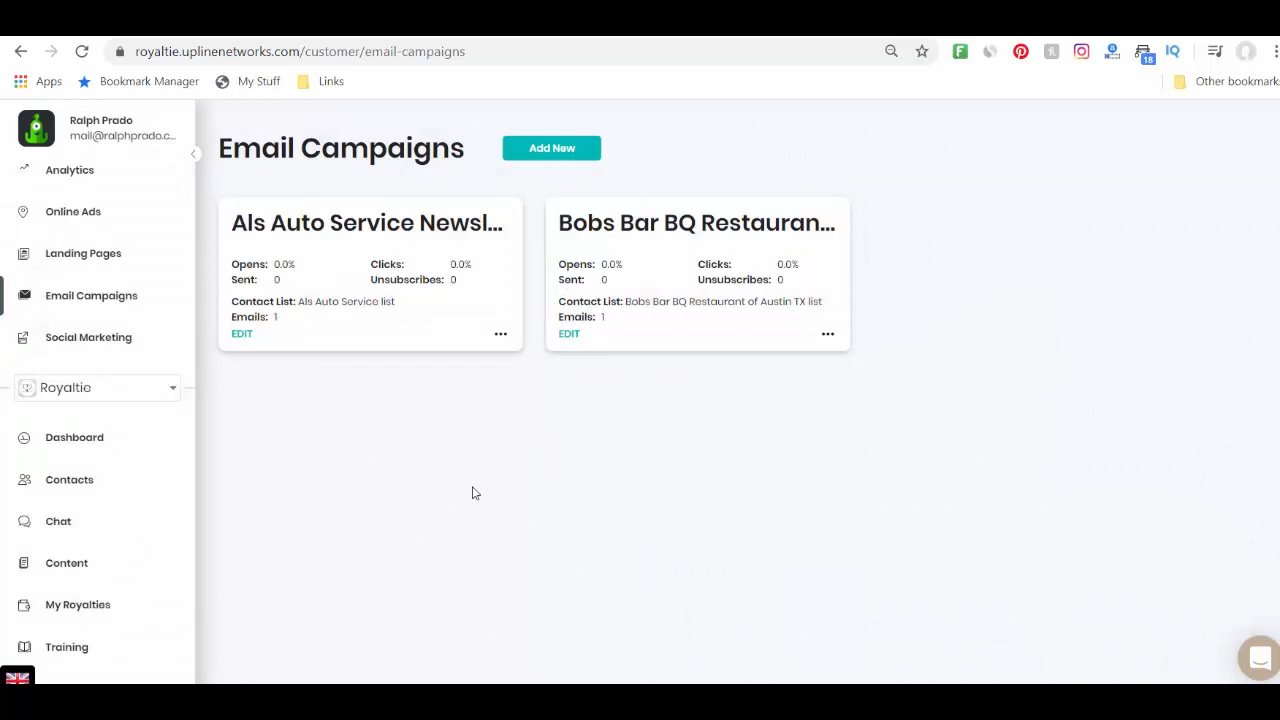 royaltie.uplinenetworks.com/customer/email-campaigns
18
Apps
Bookmark Manager
My Stuff
Links
Other bookmarks
Ralph Prado
mail@ralphprado.c...
Analytics
Online Ads
Landing Pages
Email Campaigns
Social Marketing
Royaltie
Dashboard
Contacts
Chat
Content
My Royalties
Training
Email Campaigns
Add New
Als Auto Service Newsl...
Opens: 0.0% Clicks: 0.0%
Sent: 0 Unsubscribes: 0
Contact List: Als Auto Service list
Emails: 1
EDIT
Bobs Bar BQ Restauran...
Opens: 0.0% Clicks: 0.0%
Sent: 0 Unsubscribes: 0
Contact List: Bobs Bar BQ Restaurant of Austin TX list
Emails: 1
EDIT